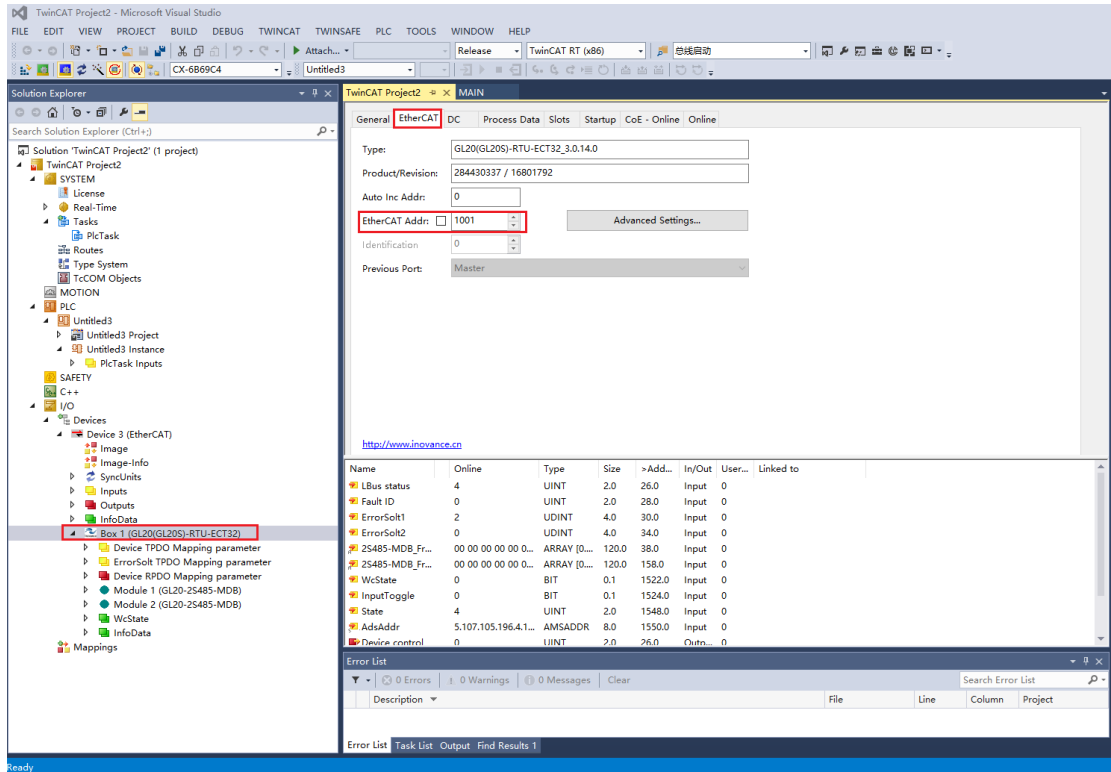 TwinCAT Project2 - Microsoft Visual Studio
FILE EDIT VIEW PROJECT BUILD DEBUG TWINCAT TWINSAFE PLC TOOLS WINDOW HELP
Attach... Release TwinCAT RT (x86) 总线启动
CX-6B69C4 Untitled3
Solution Explorer
Search Solution Explorer (Ctrl+;)
Solution 'TwinCAT Project2' (1 project)
TwinCAT Project2
SYSTEM
License
Real-Time
Tasks
PlcTask
Routes
Type System
TcCOM Objects
MOTION
PLC
Untitled3
Untitled3 Project
Untitled3 Instance
PlcTask Inputs
SAFETY
C++
I/O
Devices
Device 3 (EtherCAT)
Image
Image-Info
SyncUnits
Inputs
Outputs
InfoData
Box 1 (GL20(GL20S)-RTU-ECT32)
Device TPDO Mapping parameter
ErrorSolt TPDO Mapping parameter
Device RPDO Mapping parameter
Module 1 (GL20-2S485-MDB)
Module 2 (GL20-2S485-MDB)
WcState
InfoData
Mappings
TwinCAT Project2 MAIN
General EtherCAT DC Process Data Slots Startup CoE - Online Online
Type: GL20(GL20S)-RTU-ECT32_3.0.14.0
Product/Revision: 284430337 / 16801792
Auto Inc Addr: 0
EtherCAT Addr: 1001 Advanced Settings...
Identification 0
Previous Port: Master
http://www.inovance.cn
Name Online Type Size >Add... In/Out User... Linked to
LBus status 4 UINT 2.0 26.0 Input 0
Fault ID 0 UINT 2.0 28.0 Input 0
ErrorSolt1 2 UDINT 4.0 30.0 Input 0
ErrorSolt2 0 UDINT 4.0 34.0 Input 0
2S485-MDB_Fr... 00 00 00 00 00 0... ARRAY [0.... 120.0 38.0 Input 0
2S485-MDB_Fr... 00 00 00 00 00 0... ARRAY [0.... 120.0 158.0 Input 0
WcState 0 BIT 0.1 1522.0 Input 0
InputToggle 0 BIT 0.1 1524.0 Input 0
State 4 UINT 2.0 1548.0 Input 0
AdsAddr 5.107.105.196.4.1... AMSADDR 8.0 1550.0 Input 0
Device control 0 UINT 2.0 26.0 Outp... 0
Error List
0 Errors 0 Warnings 0 Messages Clear Search Error List
Description File Line Column Project
Error List Task List Output Find Results 1
Ready